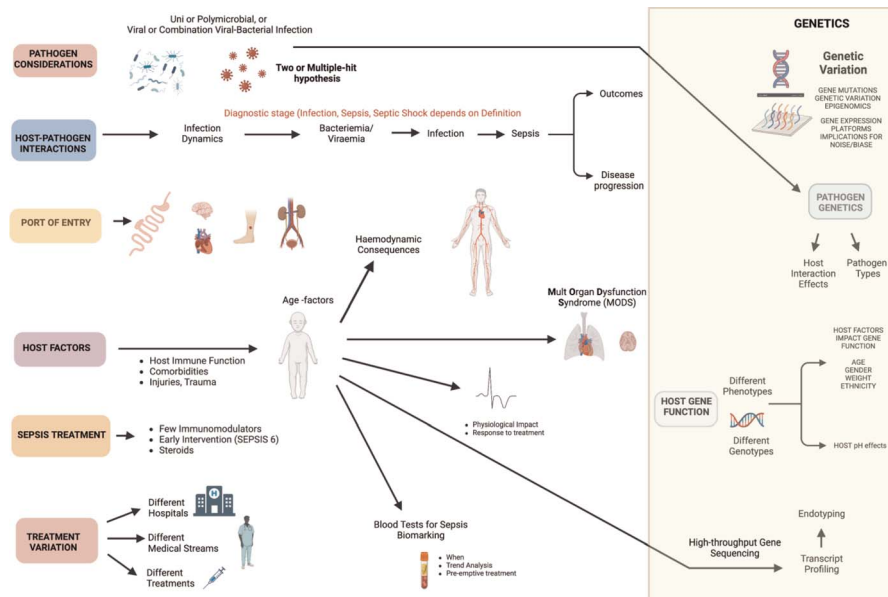 PATHOGEN
CONSIDERATIONS
Uni or Polymicrobial, or
Viral or Combination Viral-Bacterial Infection
Two or Multiple-hit
hypothesis
HOST-PATHOGEN
INTERACTIONS
Diagnostic stage (Infection, Sepsis, Septic Shock depends on Definition
Infection
Dynamics
Bacteriemia/
Viraemia
Infection
Sepsis
Outcomes
Disease
progression
PORT OF ENTRY
Haemodynamic
Consequences
HOST FACTORS
Host Immune Function
Comorbidities
Injuries, Trauma
Age -factors
Mult Organ Dysfunction
Syndrome (MODS)
Physiological Impact
Response to treatment
SEPSIS TREATMENT
Few Immunomodulators
Early Intervention (SEPSIS 6)
Steroids
TREATMENT
VARIATION
Different
Hospitals
H
Different
Medical Streams
Different
Treatments
Blood Tests for Sepsis
Biomarking
When
Trend Analysis
Pre-emptive treatment
GENETICS
Genetic
Variation
GENE MUTATIONS
GENETIC VARIATION
EPIGENOMICS
GENE EXPRESSION
PLATFORMS
IMPLICATIONS FOR
NOISE/BIASE
PATHOGEN
GENETICS
Host
Interaction
Effects
Pathogen
Types
HOST GENE
FUNCTION
Different
Phenotypes
Different
Genotypes
HOST FACTORS
IMPACT GENE
FUNCTION
AGE
GENDER
WEIGHT
ETHNICITY
HOST pH effects
High-throughput Gene
Sequencing
Endotyping
Transcript
Profiling